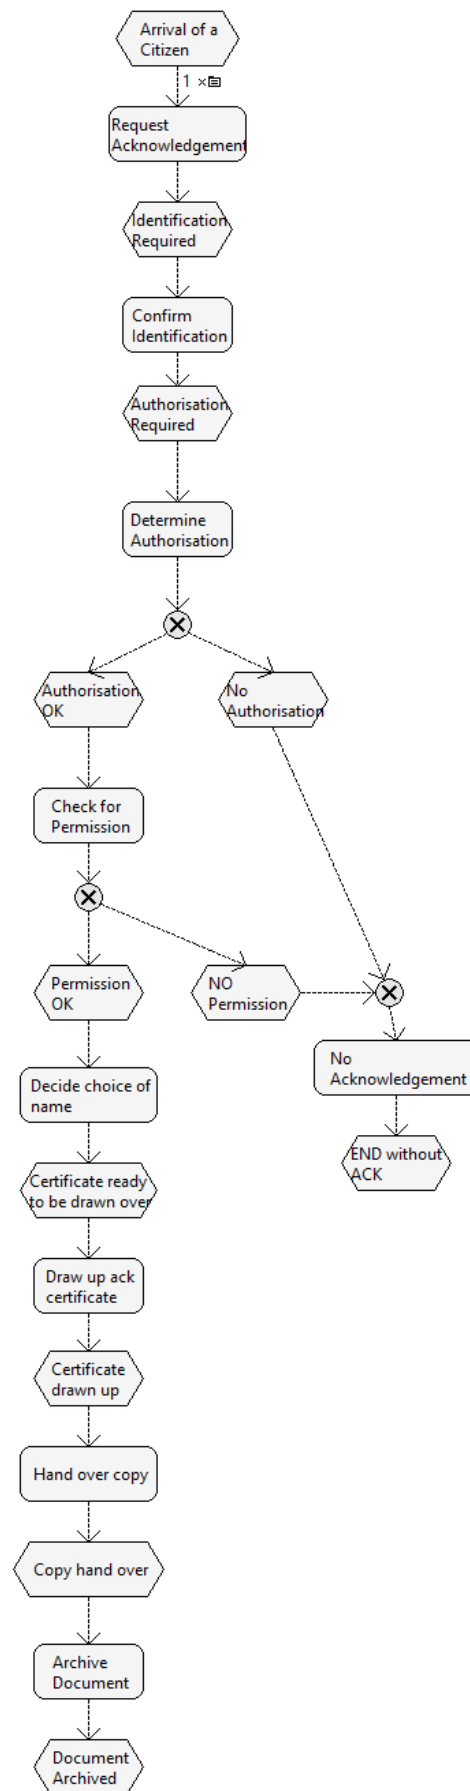 Arrival of a
Citizen
1 ×
Request
Acknowledgement
Identification
Required
Confirm
Identification
Authorisation
Required
Determine
Authorisation
Authorisation
OK
No
Authorisation
Check for
Permission
Permission
OK
NO
Permission
No
Acknowledgement
Decide choice of
name
END without
ACK
Certificate ready
to be drawn over
Draw up ack
certificate
Certificate
drawn up
Hand over copy
Copy hand over
Archive
Document
Document
Archived